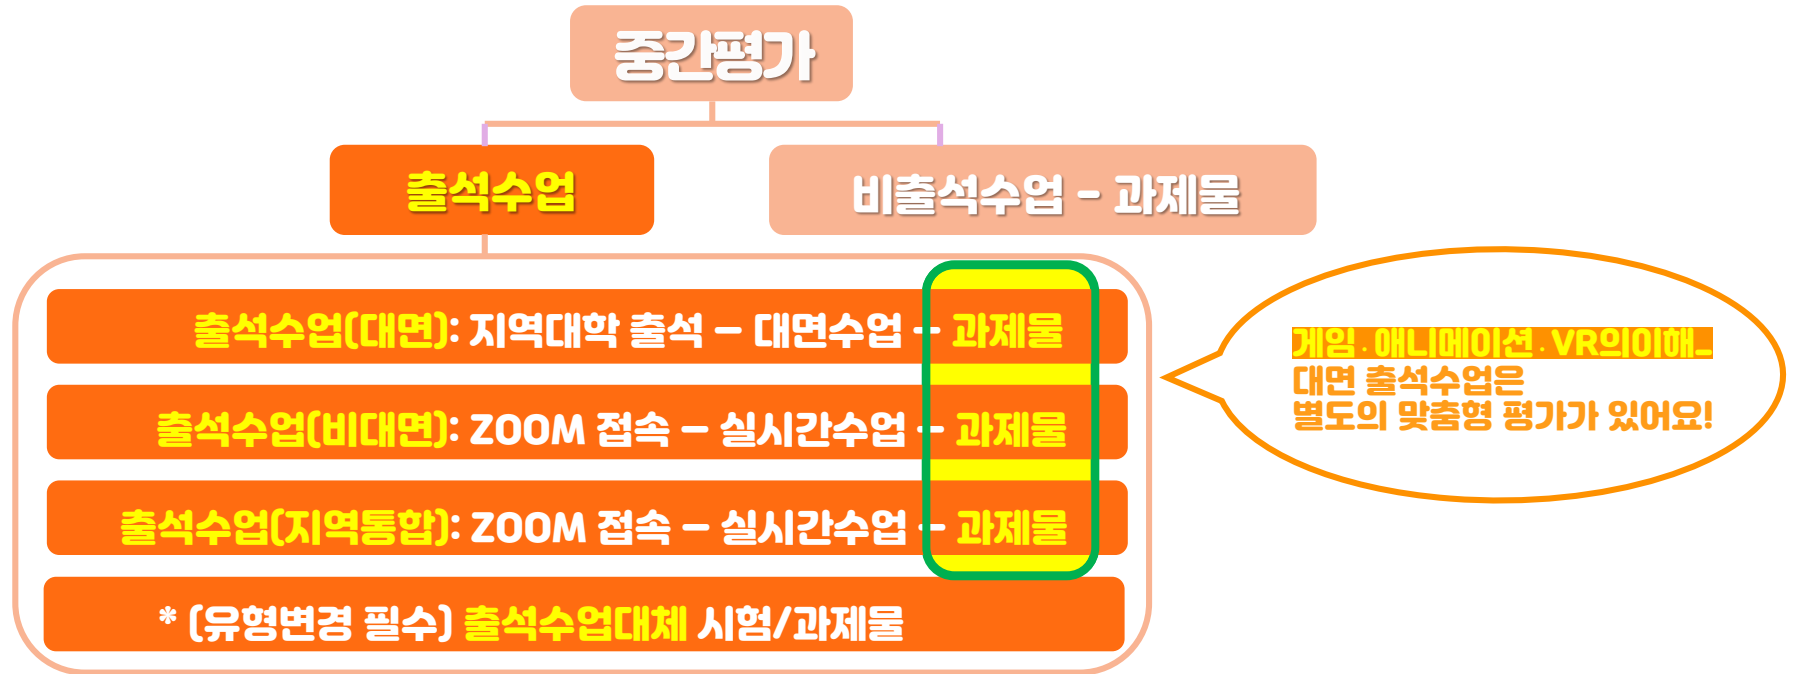 중간평가
출석수업
비출석수업 - 과제물
출석수업(대면): 지역대학 출석 – 대면수업 – 과제물
출석수업(비대면): ZOOM 접속 – 실시간수업 – 과제물
출석수업(지역통합): ZOOM 접속 – 실시간수업 – 과제물
* (유형변경 필수) 출석수업대체 시험/과제물
게임·애니메이션·VR의이해_
대면 출석수업은
별도의 맞춤형 평가가 있어요!